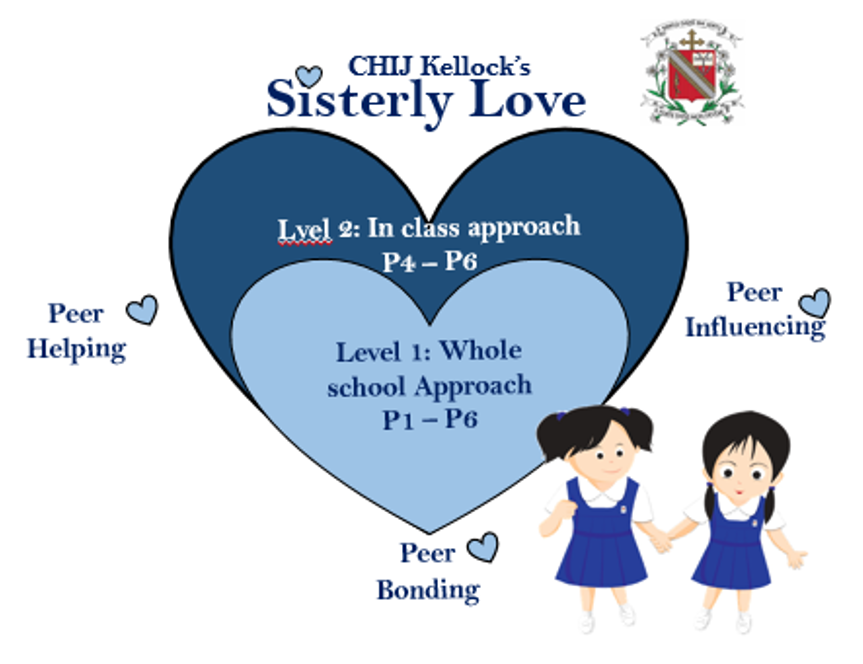 CHIJ Kellock's
Sisterly Love
Lvel 2: In class approach
P4 – P6
Peer
Helping
Peer
Influencing
Level 1: Whole
school Approach
P1 – P6
Peer
Bonding